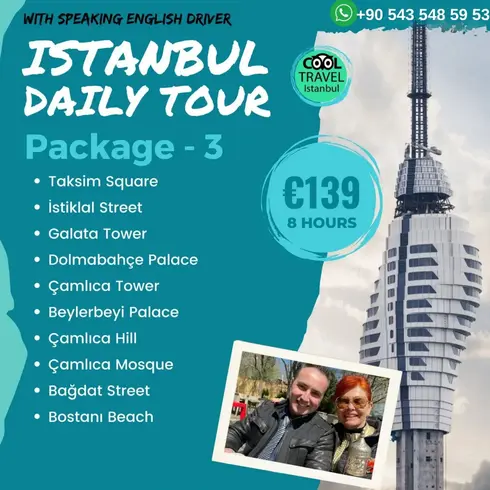 WITH SPEAKING ENGLISH DRIVER
+90 543 548 59 53
ISTANBUL
DAILY TOUR
COOL
TRAVEL
Istanbul
Package - 3
€139
8 HOURS
• Taksim Square
• İstiklal Street
• Galata Tower
• Dolmabahçe Palace
• Çamlıca Tower
• Beylerbeyi Palace
• Çamlıca Hill
• Çamlıca Mosque
• Bağdat Street
• Bostanı Beach